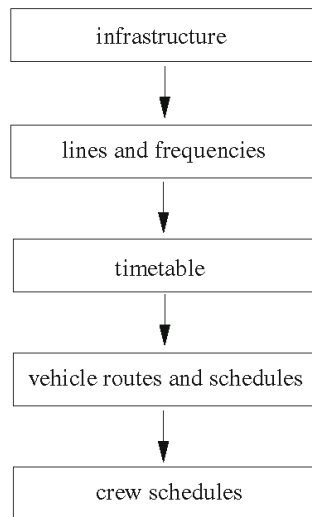 infrastructure
lines and frequencies
timetable
vehicle routes and schedules
crew schedules